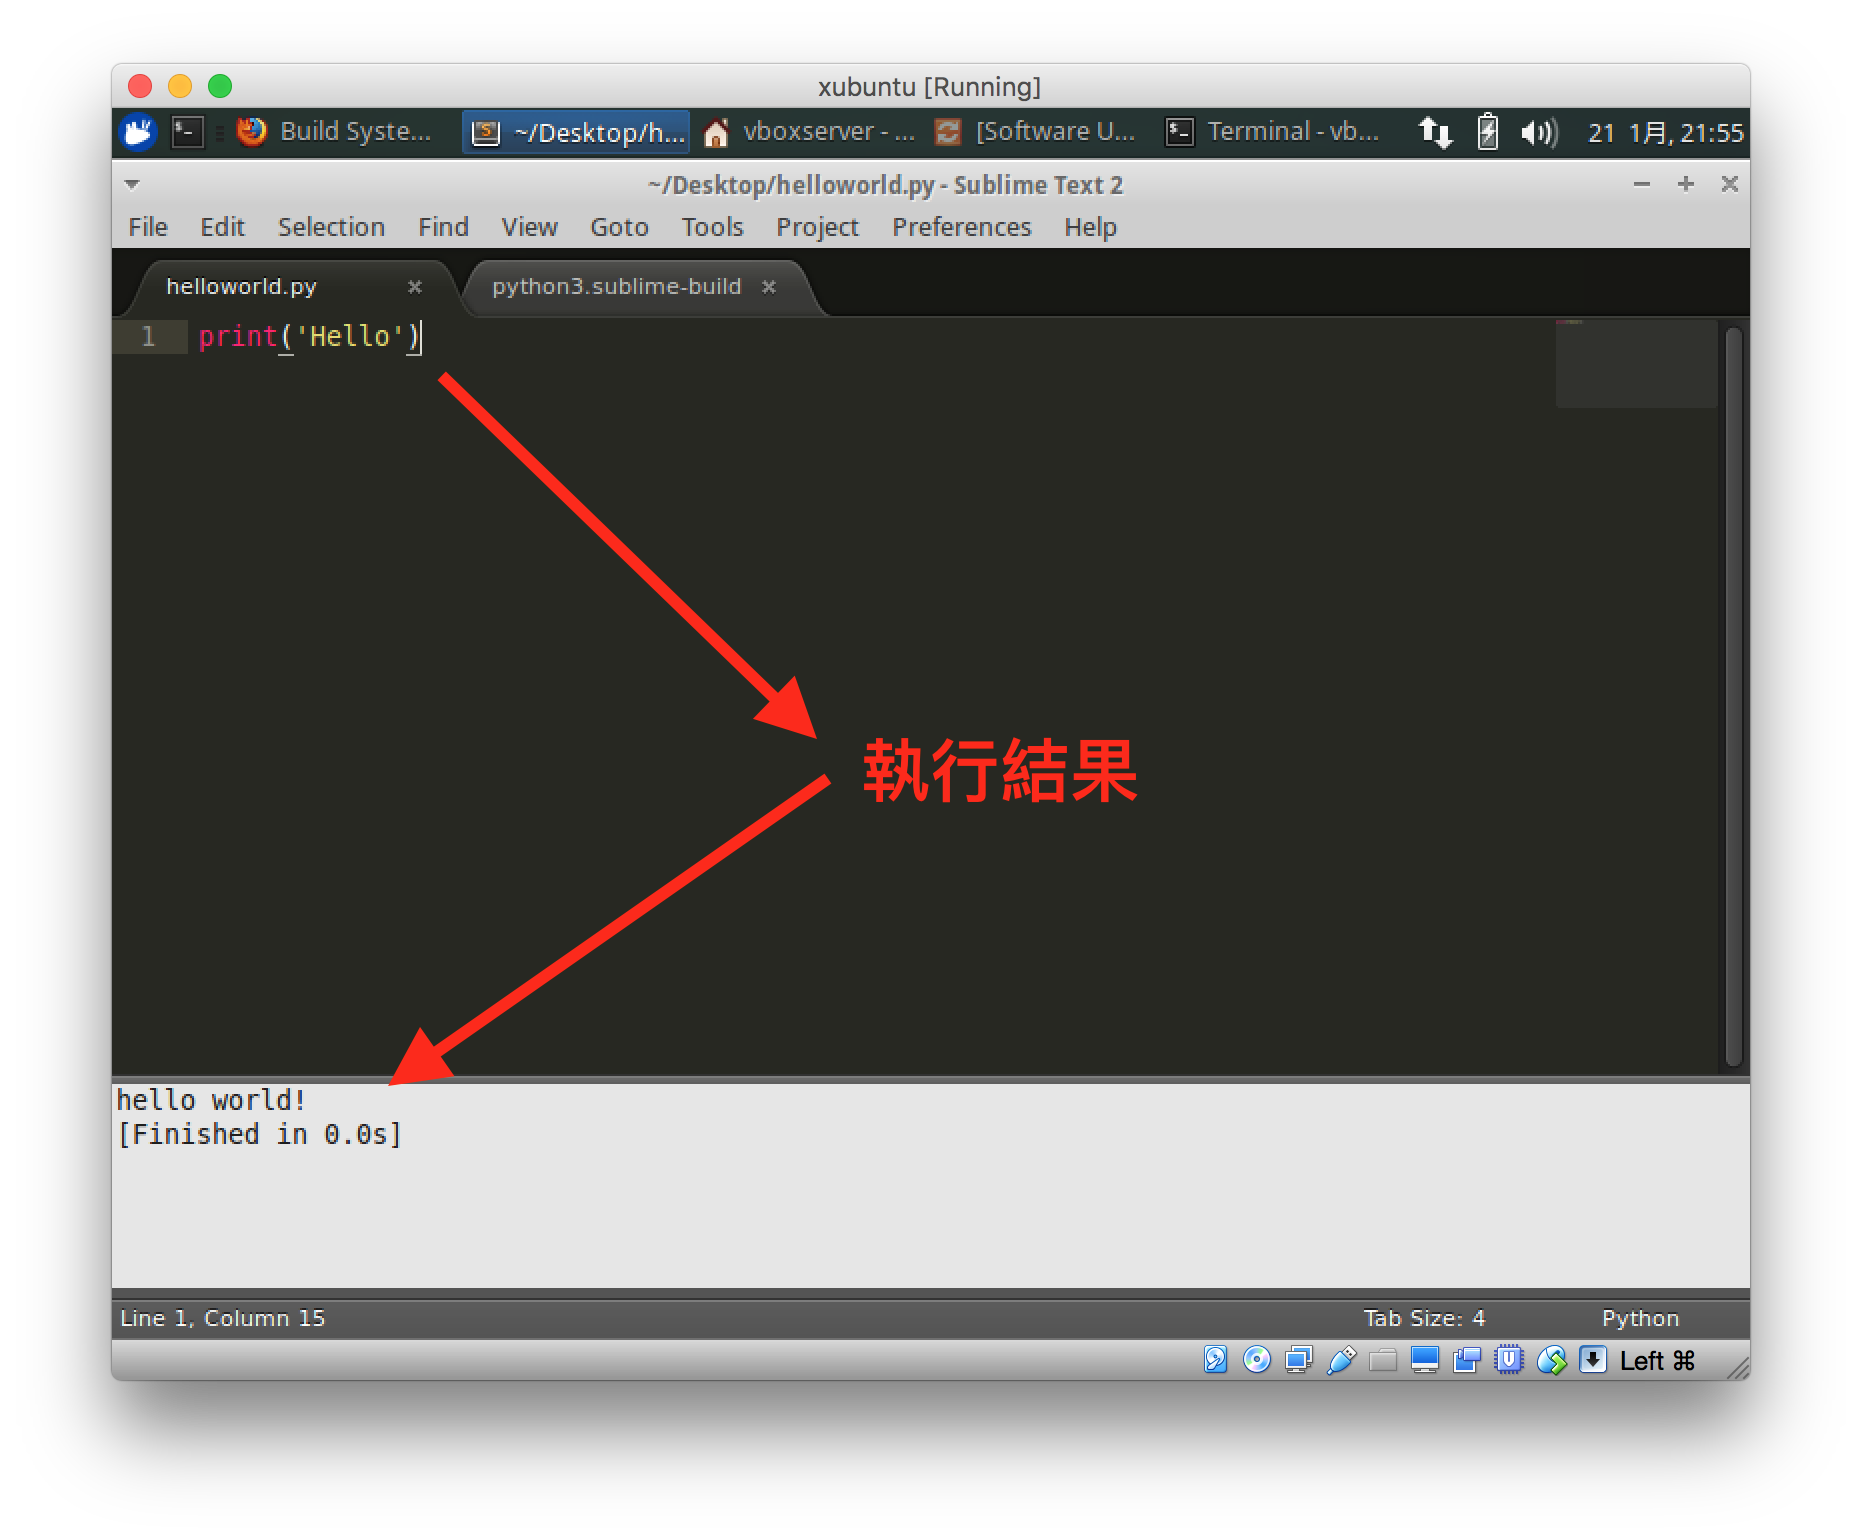 xubuntu [Running]
Build Syste... ~/Desktop/h... vboxserver - ... [Software U... Terminal - vb... 21 1月, 21:55
~/Desktop/helloworld.py - Sublime Text 2
File Edit Selection Find View Goto Tools Project Preferences Help
helloworld.py python3.sublime-build
1 print('Hello')
執行結果
hello world!
[Finished in 0.0s]
Line 1, Column 15 Tab Size: 4 Python
Left ⌘